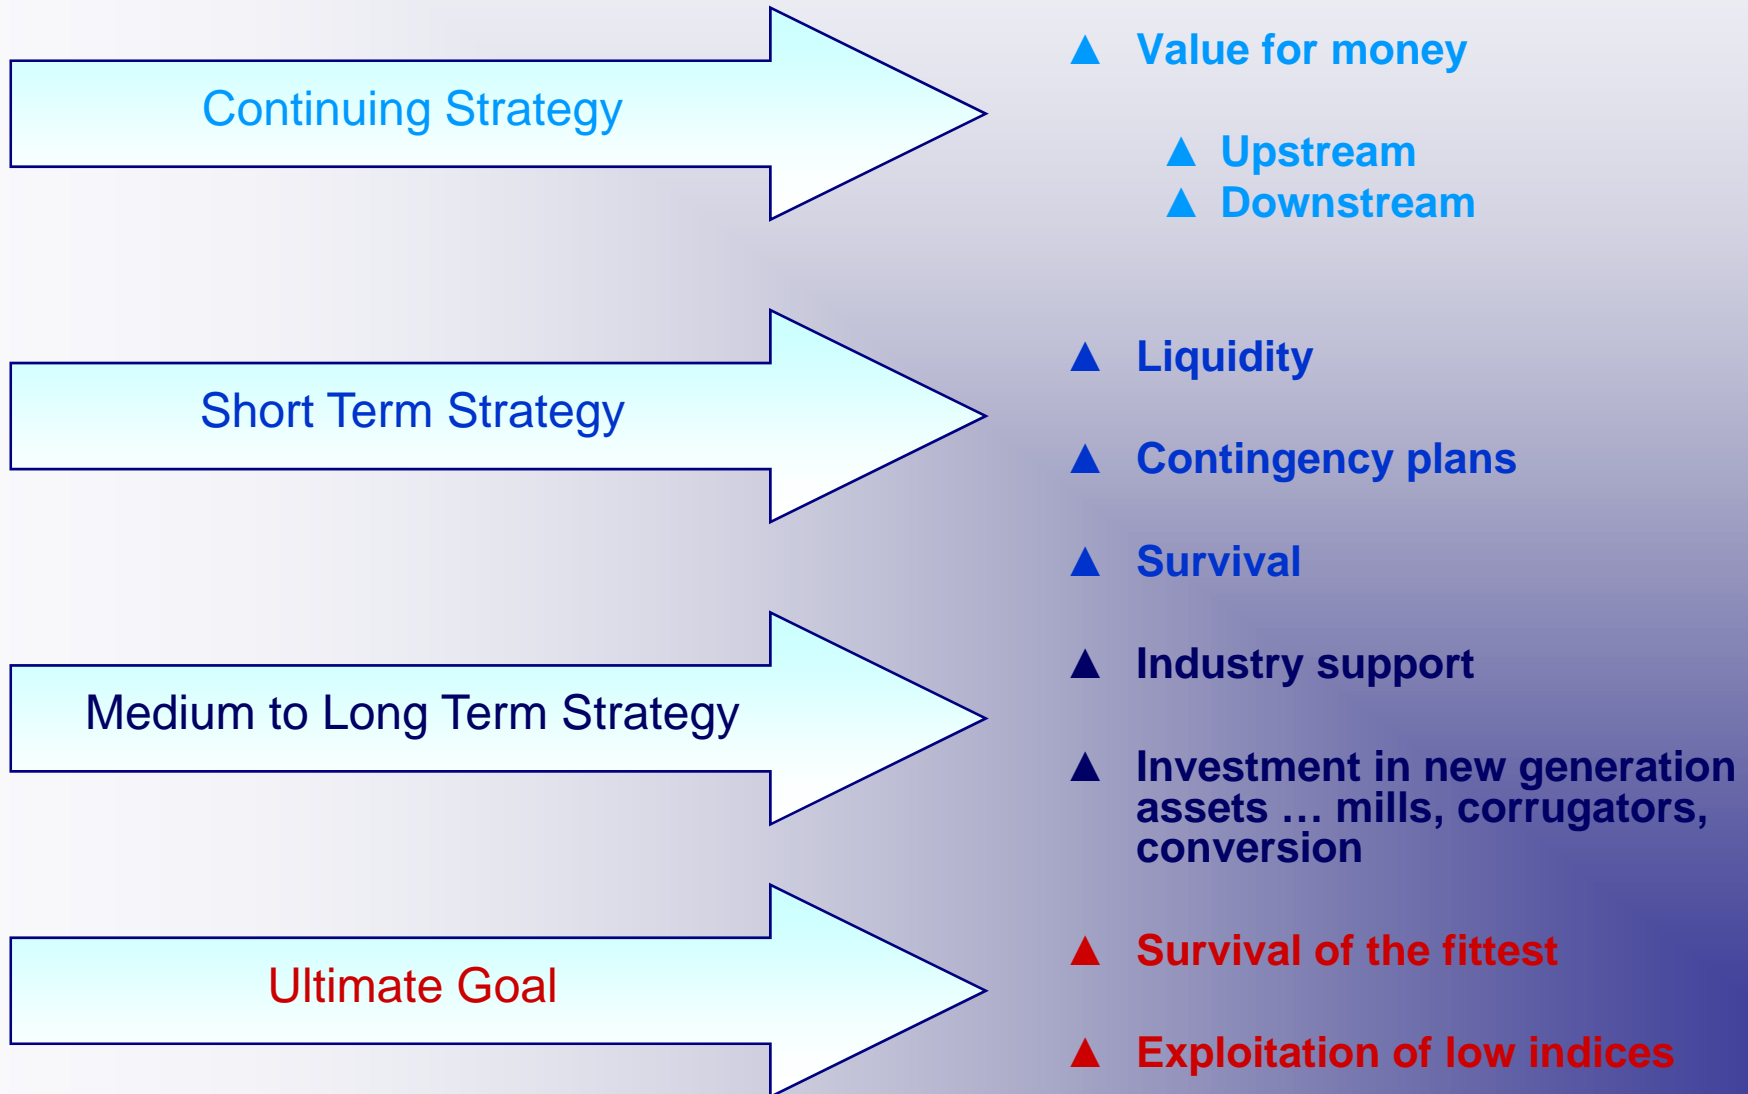 Continuing Strategy
▲ Value for money
▲ Upstream
▲ Downstream
Short Term Strategy
▲ Liquidity
▲ Contingency plans
▲ Survival
Medium to Long Term Strategy
▲ Industry support
▲ Investment in new generation
assets … mills, corrugators,
conversion
Ultimate Goal
▲ Survival of the fittest
▲ Exploitation of low indices